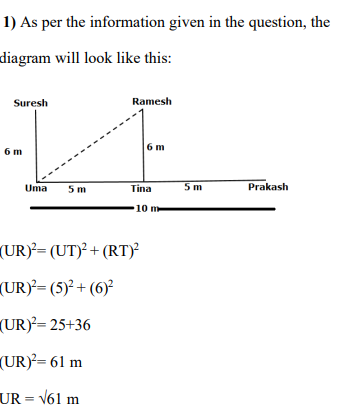 1) As per the information given in the question, the
diagram will look like this:
Suresh Ramesh
6 m 6 m
Uma 5 m Tina 5 m Prakash
10 m
(UR)²= (UT)² + (RT)²
(UR)²= (5)² + (6)²
(UR)²= 25+36
(UR)²= 61 m
UR = √61 m